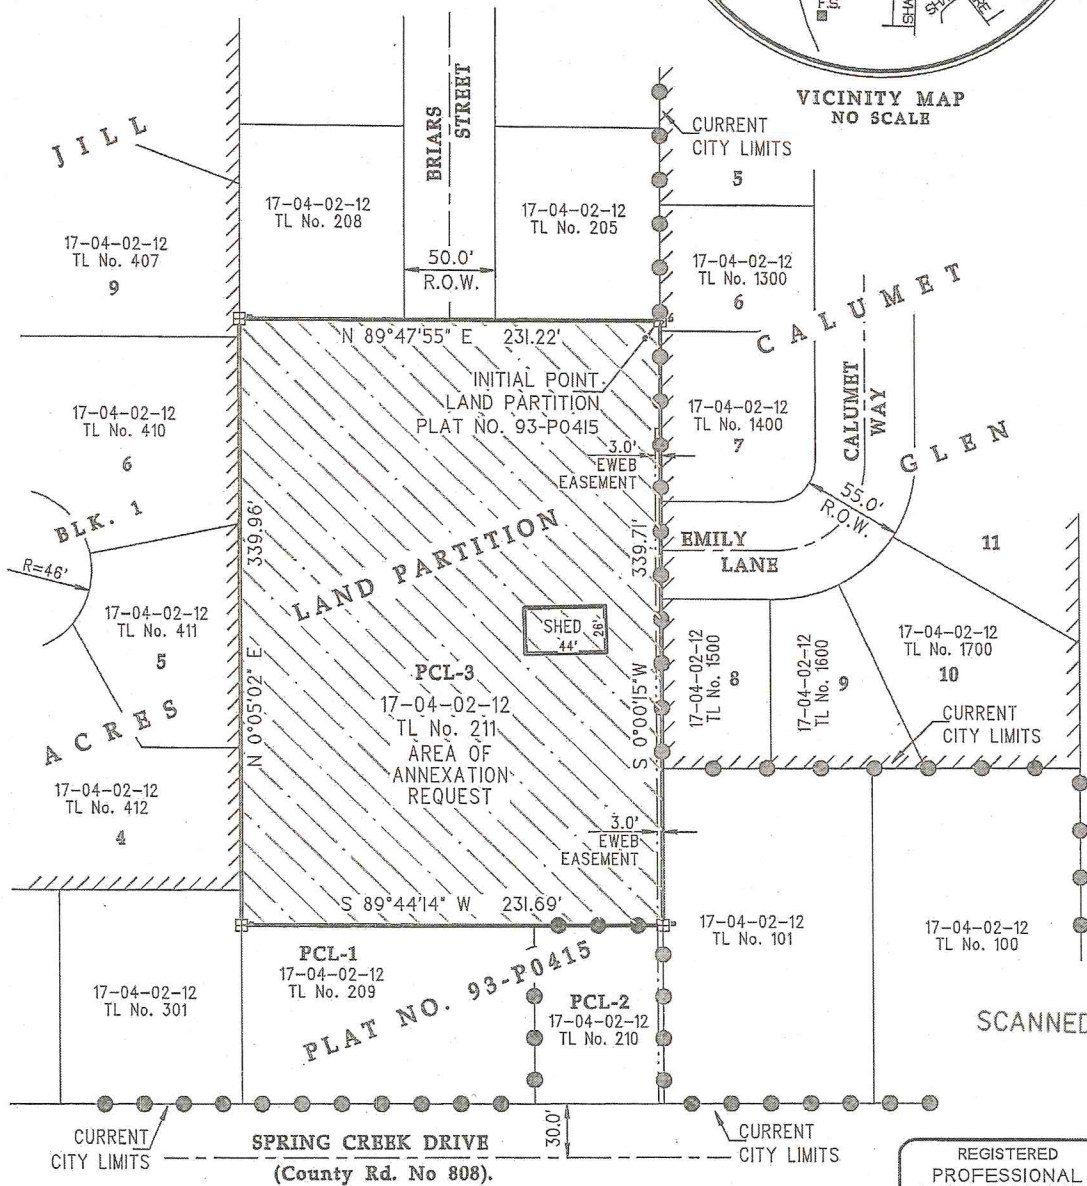 VICINITY MAP
NO SCALE
CURRENT
CITY LIMITS
5
JILL
BRIARS
STREET
17-04-02-12
TL No. 208
17-04-02-12
TL No. 205
50.0'
R.O.W.
17-04-02-12
TL No. 407
9
17-04-02-12
TL No. 1300
6
CALUMET
GLEN
N 89°47'55" E 231.22'
INITIAL POINT
LAND PARTITION
PLAT NO. 93-P0415
17-04-02-12
TL No. 410
6
17-04-02-12
TL No. 1400
7
CALUMET
WAY
3.0'
EWEB
EASEMENT
55.0'
R.O.W.
BLK. 1
R=46'
339.96'
339.71'
LAND PARTITION
EMILY
LANE
11
17-04-02-12
TL No. 411
5
SHED
44'
26'
17-04-02-12
TL No. 1500
8
17-04-02-12
TL No. 1600
9
17-04-02-12
TL No. 1700
10
ACRES
N 0°05'02" E
S 0°00'15" W
PCL-3
17-04-02-12
TL No. 211
AREA OF
ANNEXATION
REQUEST
CURRENT
CITY LIMITS
17-04-02-12
TL No. 412
4
3.0'
EWEB
EASEMENT
S 89°44'14" W 231.69'
17-04-02-12
TL No. 101
17-04-02-12
TL No. 100
PCL-1
17-04-02-12
TL No. 209
17-04-02-12
TL No. 301
PLAT NO. 93-P0415
PCL-2
17-04-02-12
TL No. 210
SCANNED
CURRENT
CITY LIMITS
SPRING CREEK DRIVE
(County Rd. No 808).
30.0'
CURRENT
CITY LIMITS
REGISTERED
PROFESSIONAL